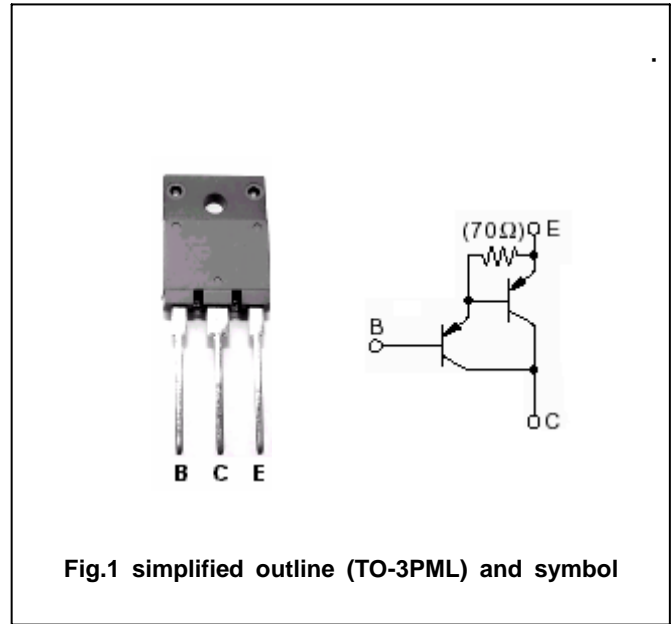 (70Ω) E
B
C
B C E
Fig.1 simplified outline (TO-3PML) and symbol